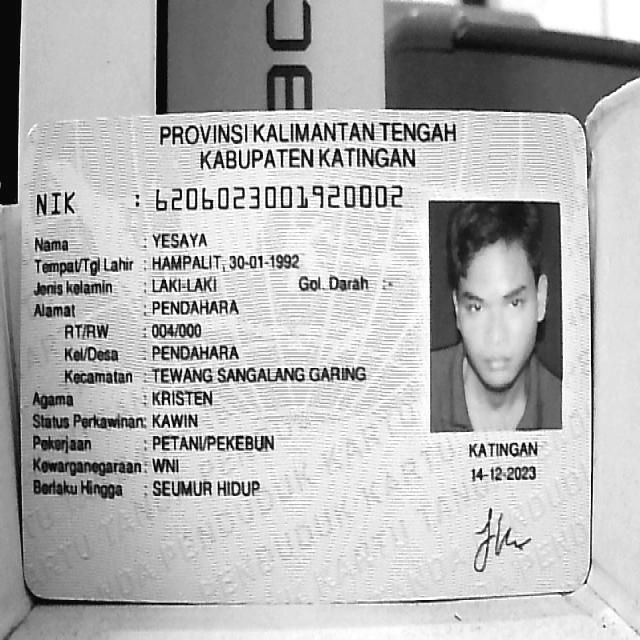 PROVINSI KALIMANTAN TENGAH
KABUPATEN KATINGAN
NIK : 6206023001920002
Nama : YESAYA
Tempat/Tgl Lahir : HAMPALIT, 30-01-1992
Jenis kelamin : LAKI-LAKI Gol. Darah : -
Alamat : PENDAHARA
RT/RW : 004/000
Kel/Desa : PENDAHARA
Kecamatan : TEWANG SANGALANG GARING
Agama : KRISTEN
Status Perkawinan: KAWIN
Pekerjaan : PETANI/PEKEBUN
Kewarganegaraan: WNI
Berlaku Hingga : SEUMUR HIDUP
KATINGAN
14-12-2023